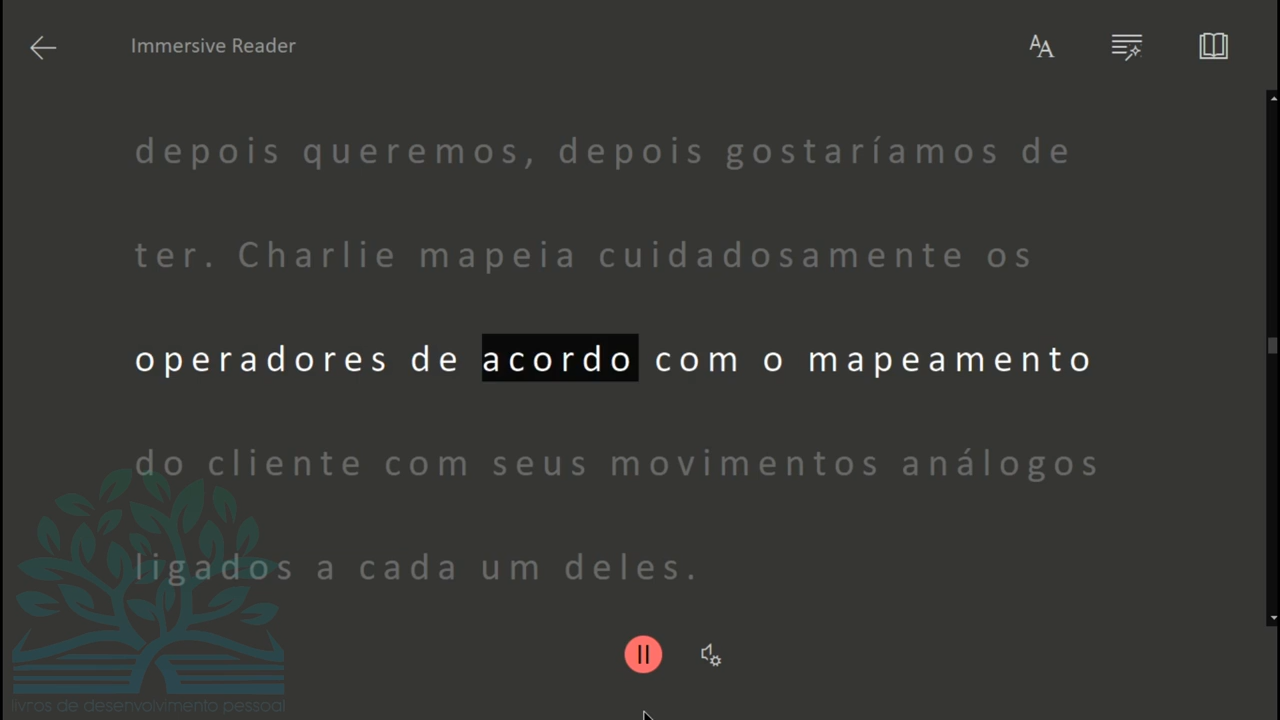 Immersive Reader
depois queremos, depois gostaríamos de
ter. Charlie mapeia cuidadosamente os
operadores de acordo com o mapeamento
do cliente com seus movimentos análogos
ligados a cada um deles.
livros de desenvolvimento pessoal